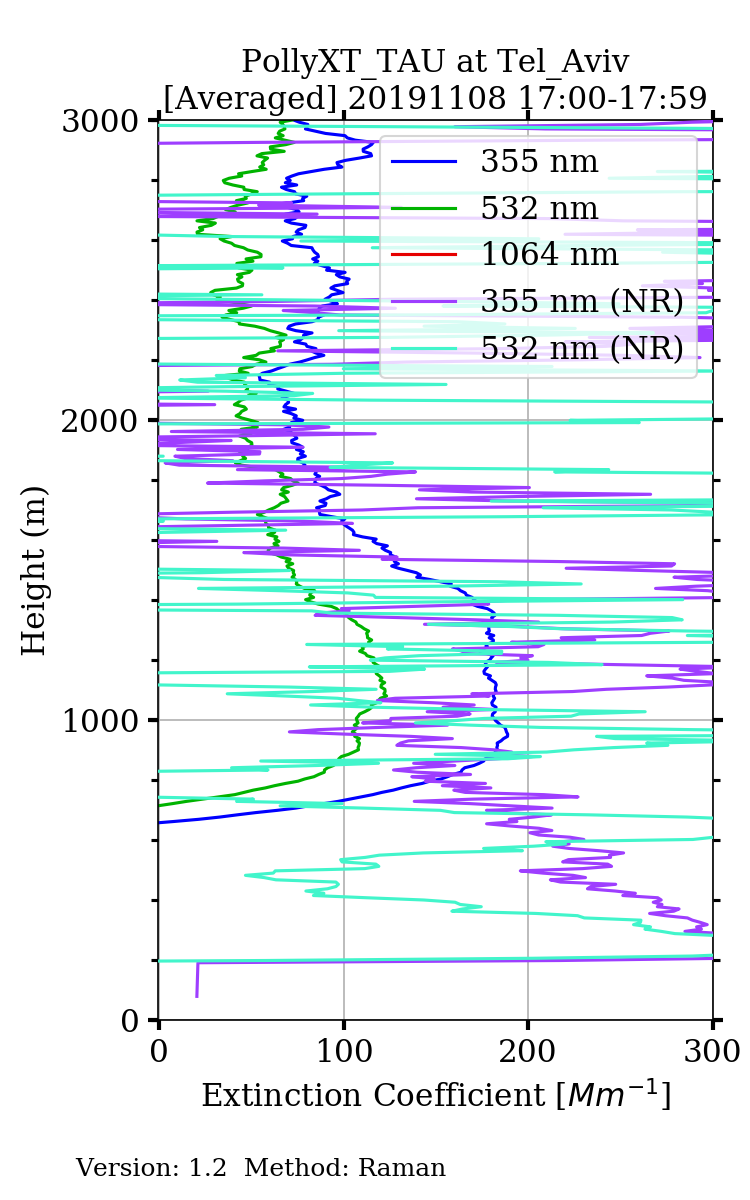 PollyXT_TAU at Tel_Aviv
[Averaged] 20191108 17:00-17:59
3000
2000
1000
0
Height (m)
355 nm
532 nm
1064 nm
355 nm (NR)
532 nm (NR)
0 100 200 300
Extinction Coefficient [Mm⁻¹]
Version: 1.2 Method: Raman